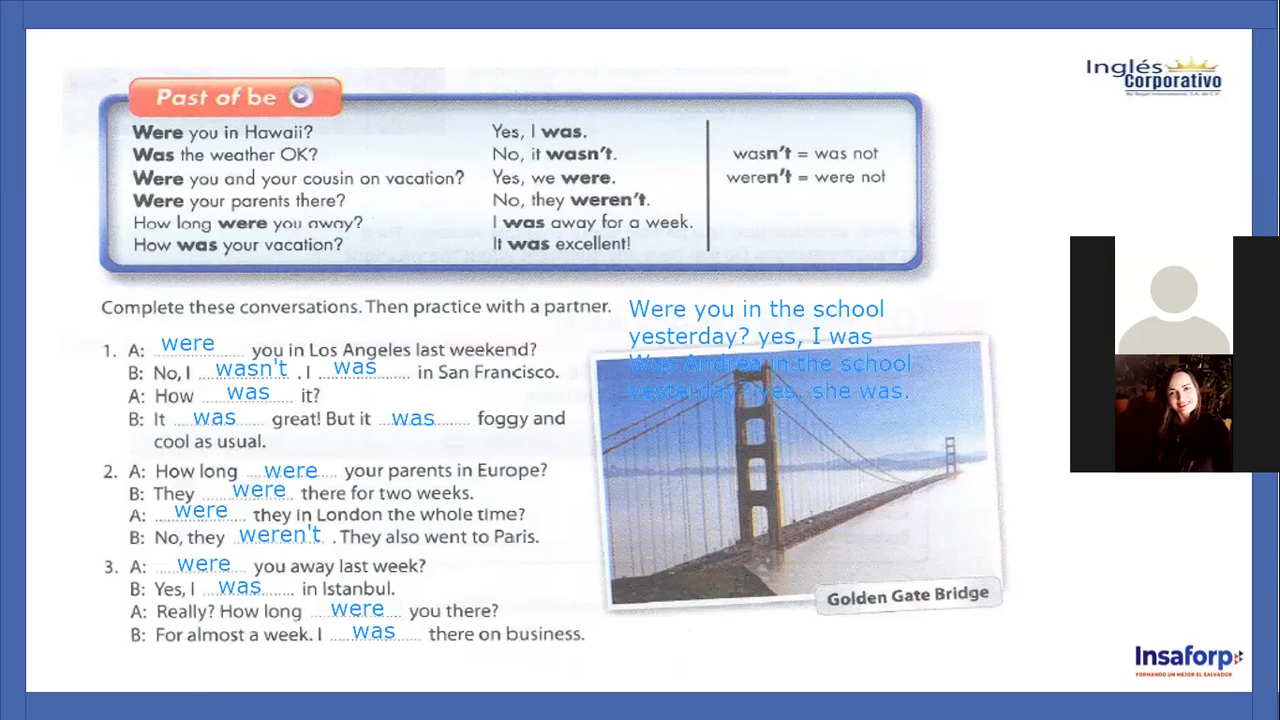 Inglés
Corporativo
Past of be
Were you in Hawaii? Yes, I was.
Was the weather OK? No, it wasn't. wasn't = was not
Were you and your cousin on vacation? Yes, we were. weren't = were not
Were your parents there? No, they weren't.
How long were you away? I was away for a week.
How was your vacation? It was excellent!
Complete these conversations. Then practice with a partner.
1. A: were you in Los Angeles last weekend?
B: No, I wasn't . I was in San Francisco.
A: How was it?
B: It was great! But it was foggy and
cool as usual.
2. A: How long were your parents in Europe?
B: They were there for two weeks.
A: were they in London the whole time?
B: No, they weren't . They also went to Paris.
3. A: were you away last week?
B: Yes, I was in Istanbul.
A: Really? How long were you there?
B: For almost a week. I was there on business.
Were you in the school
yesterday? yes, I was
Was Andrea in the school
yesterday? yes, she was.
Golden Gate Bridge
Insaforp
FORMANDO UN MEJOR EL SALVADOR